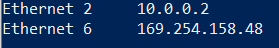 Ethernet 2     10.0.0.2
Ethernet 6     169.254.158.48